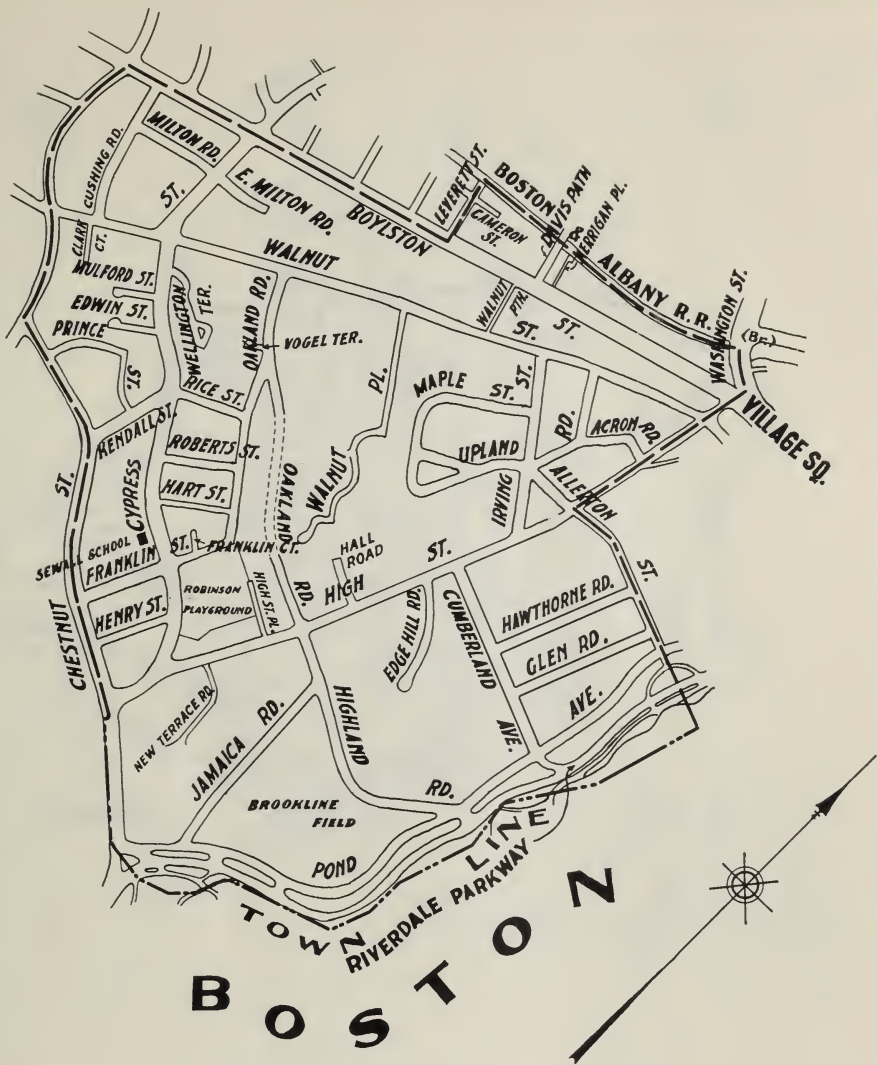 MILTON RD.
CUSHING RD.
ST.
E. MILTON RD.
BOYLSTON
ST.
LEVERETT ST.
BOSTON
&
ALBANY R.R.
CAMERON
ST.
DAVIS PATH
KERRIGAN PL.
WASHINGTON ST.
(Br.)
VILLAGE SQ.
CLARK
CT.
MULFORD ST.
EDWIN ST.
PRINCE
ST.
WALNUT
ST.
WELLINGTON
TER.
OAKLAND RD.
VOGEL TER.
WALNUT
PTH.
RICE ST.
KENDALL ST.
ROBERTS ST.
HART ST.
MAPLE
ST.
ST.
UPLAND
RD.
ACRON RD.
IRVING
ALLERTON
ST.
WALNUT
PL.
OAKLAND
RD.
CYPRESS
SEWALL SCHOOL
FRANKLIN ST.
FRANKLIN CT.
HALL
ROAD
HIGH
ST.
CHESTNUT
ST.
HENRY ST.
ROBINSON
PLAYGROUND
HIGH ST. PL.
EDGE HILL RD.
CUMBERLAND
AVE.
HAWTHORNE RD.
GLEN RD.
NEW TERRACE RD.
JAMAICA RD.
HIGHLAND
RD.
BROOKLINE
FIELD
POND
AVE.
TOWN LINE
RIVERDALE PARKWAY
BOSTON